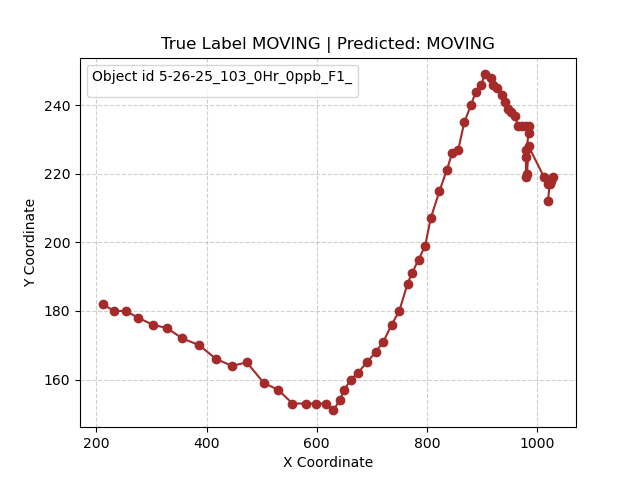 True Label MOVING | Predicted: MOVING
Object id 5-26-25_103_0Hr_0ppb_F1_
Y Coordinate
240
220
200
180
160
200 400 600 800 1000
X Coordinate